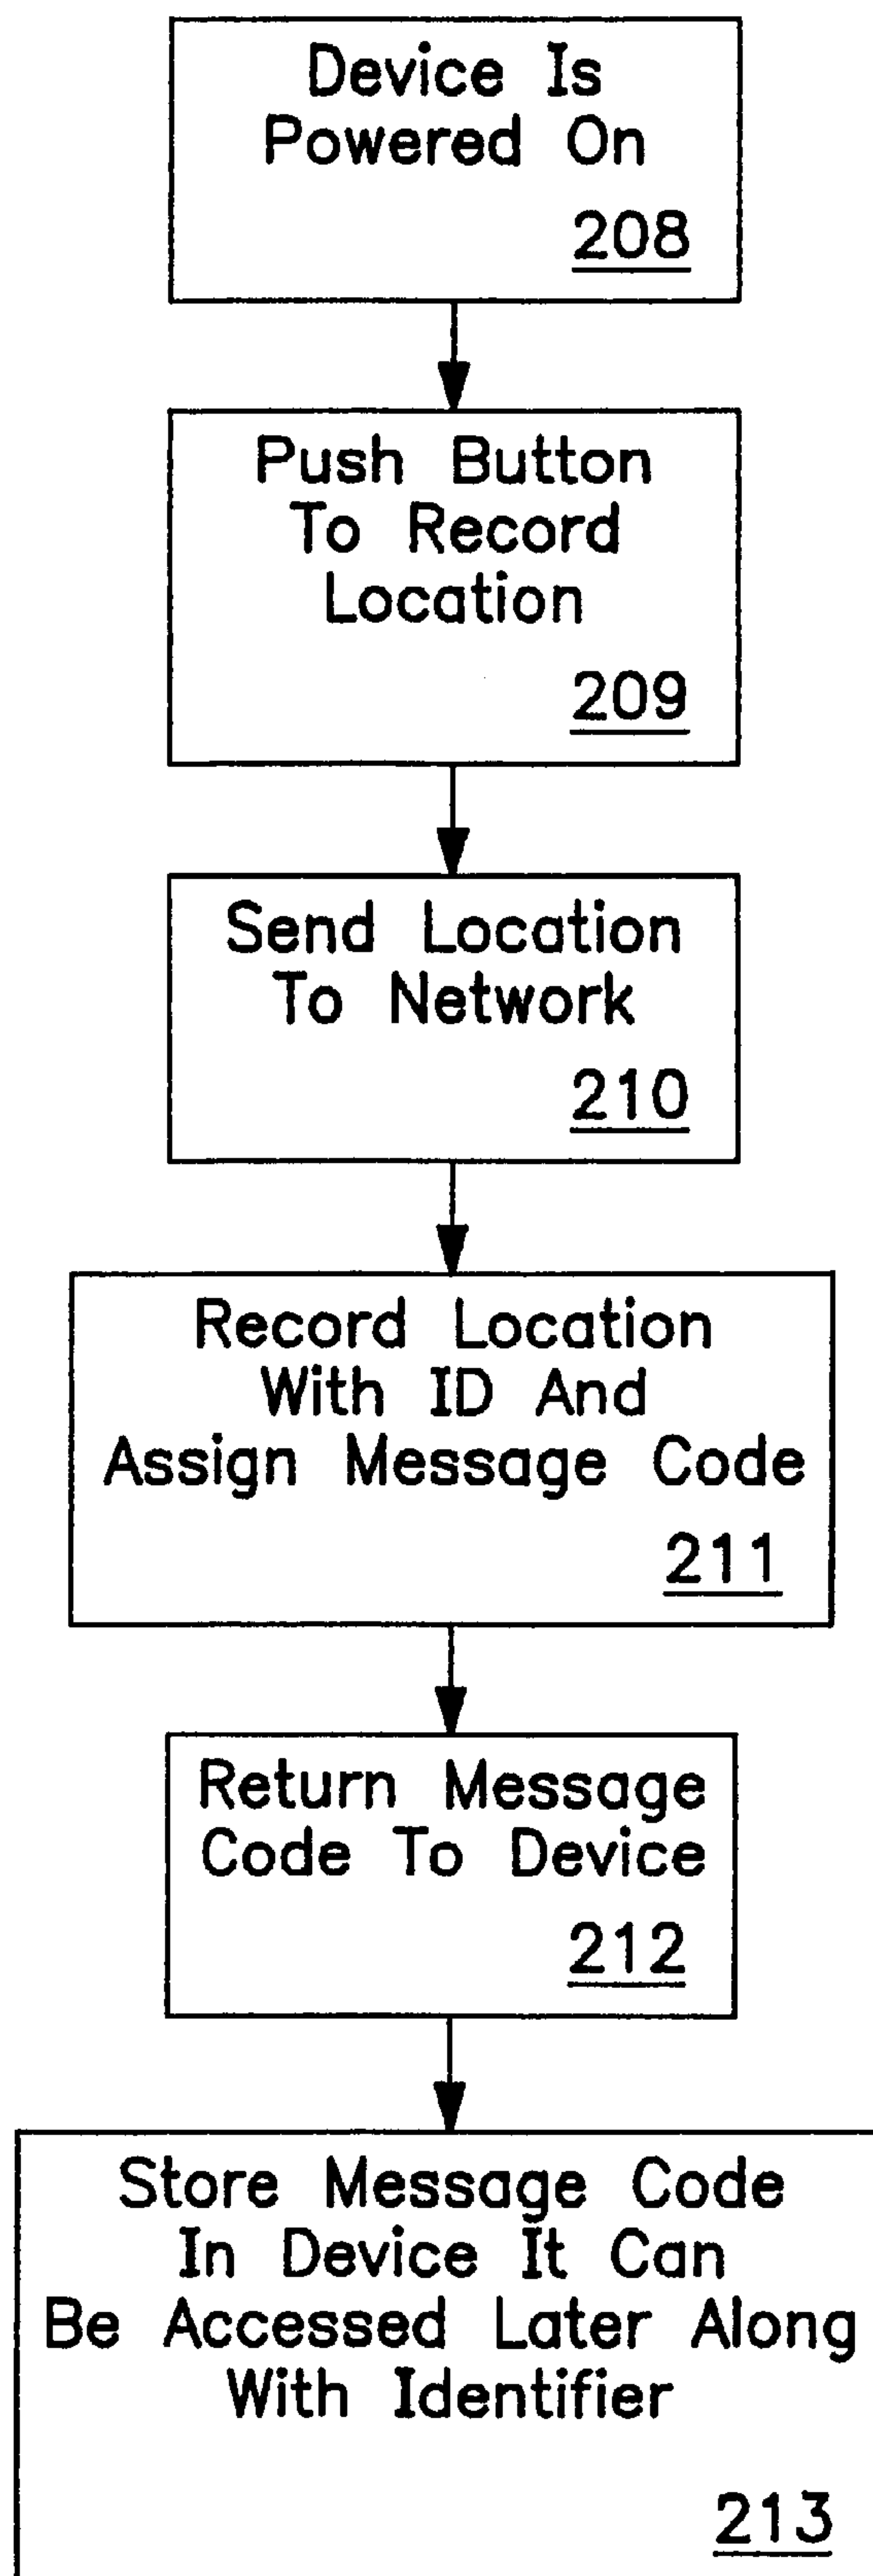 Device Is
Powered On
208
Push Button
To Record
Location
209
Send Location
To Network
210
Record Location
With ID And
Assign Message Code
211
Return Message
Code To Device
212
Store Message Code
In Device It Can
Be Accessed Later Along
With Identifier
213